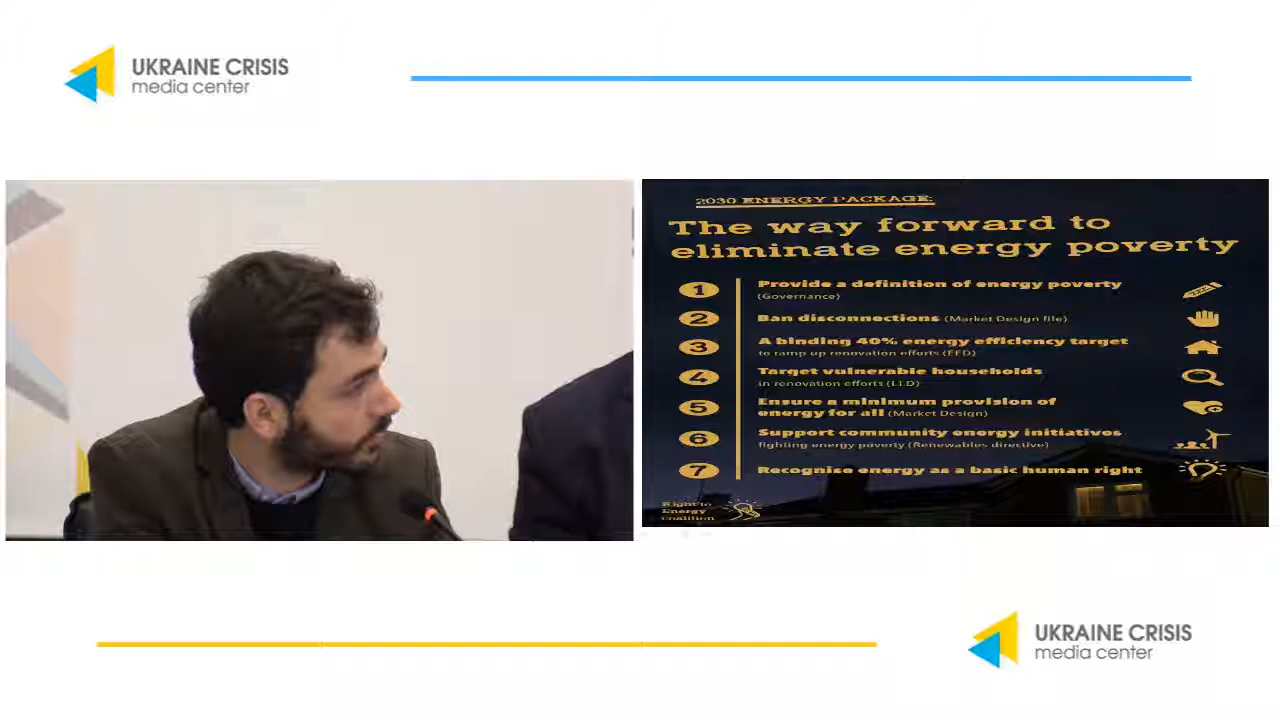 UKRAINE CRISIS
media center
2030 ENERGY PACKAGE:
The way forward to
eliminate energy poverty
1 Provide a definition of energy poverty
(Governance)
2 Ban disconnections (Market Design file)
3 A binding 40% energy efficiency target
to ramp up renovation efforts (EED)
4 Target vulnerable households
in renovation efforts
5 Ensure a minimum provision of
energy for all (Market Design)
6 Support community energy initiatives
fighting energy poverty (Renewables directive)
7 Recognise energy as a basic human right
Right to
Energy
coalition
UKRAINE CRISIS
media center